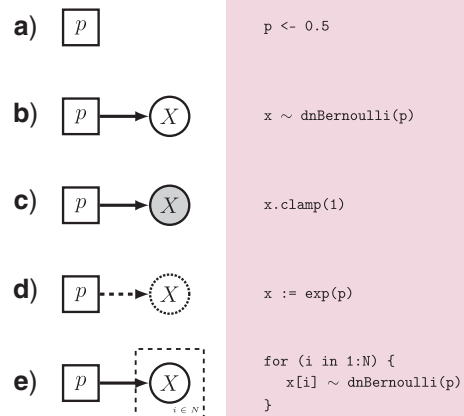 a) p p <- 0.5
b) p X x ∼ dnBernoulli(p)
c) p X x.clamp(1)
d) p X x := exp(p)
for (i in 1:N) {
e) p X x[i] ∼ dnBernoulli(p)
i ∈ N }